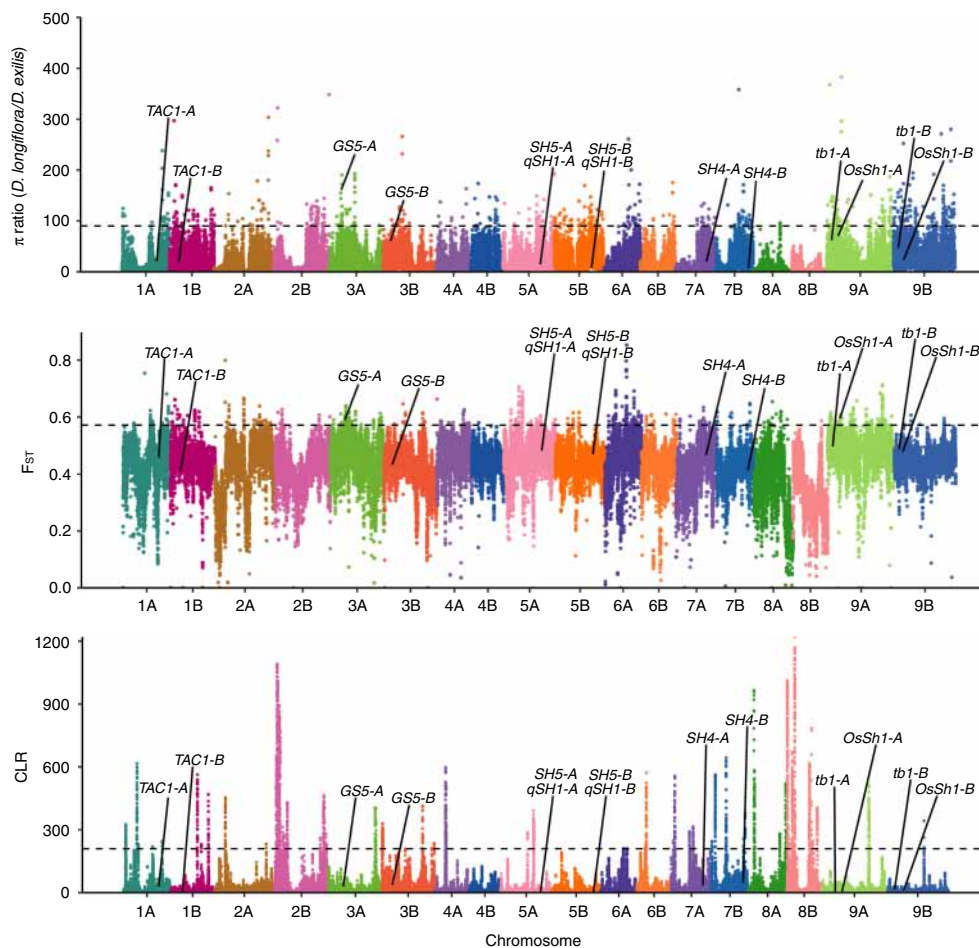 π ratio (D. longiflora/D. exilis)
500
400
300
200
100
0
TAC1-A
TAC1-B
GS5-A
GS5-B
SH5-A
qSH1-A
SH5-B
qSH1-B
SH4-A
SH4-B
tb1-A
OsSh1-A
tb1-B
OsSh1-B
1A 1B 2A 2B 3A 3B 4A 4B 5A 5B 6A 6B 7A 7B 8A 8B 9A 9B
FST
0.8
0.6
0.4
0.2
0.0
TAC1-A
TAC1-B
GS5-A
GS5-B
SH5-A
qSH1-A
SH5-B
qSH1-B
SH4-A
SH4-B
tb1-A
OsSh1-A
tb1-B
OsSh1-B
1A 1B 2A 2B 3A 3B 4A 4B 5A 5B 6A 6B 7A 7B 8A 8B 9A 9B
CLR
1200
900
600
300
0
TAC1-A
TAC1-B
GS5-A
GS5-B
SH5-A
qSH1-A
SH5-B
qSH1-B
SH4-A
SH4-B
tb1-A
OsSh1-A
tb1-B
OsSh1-B
1A 1B 2A 2B 3A 3B 4A 4B 5A 5B 6A 6B 7A 7B 8A 8B 9A 9B
Chromosome